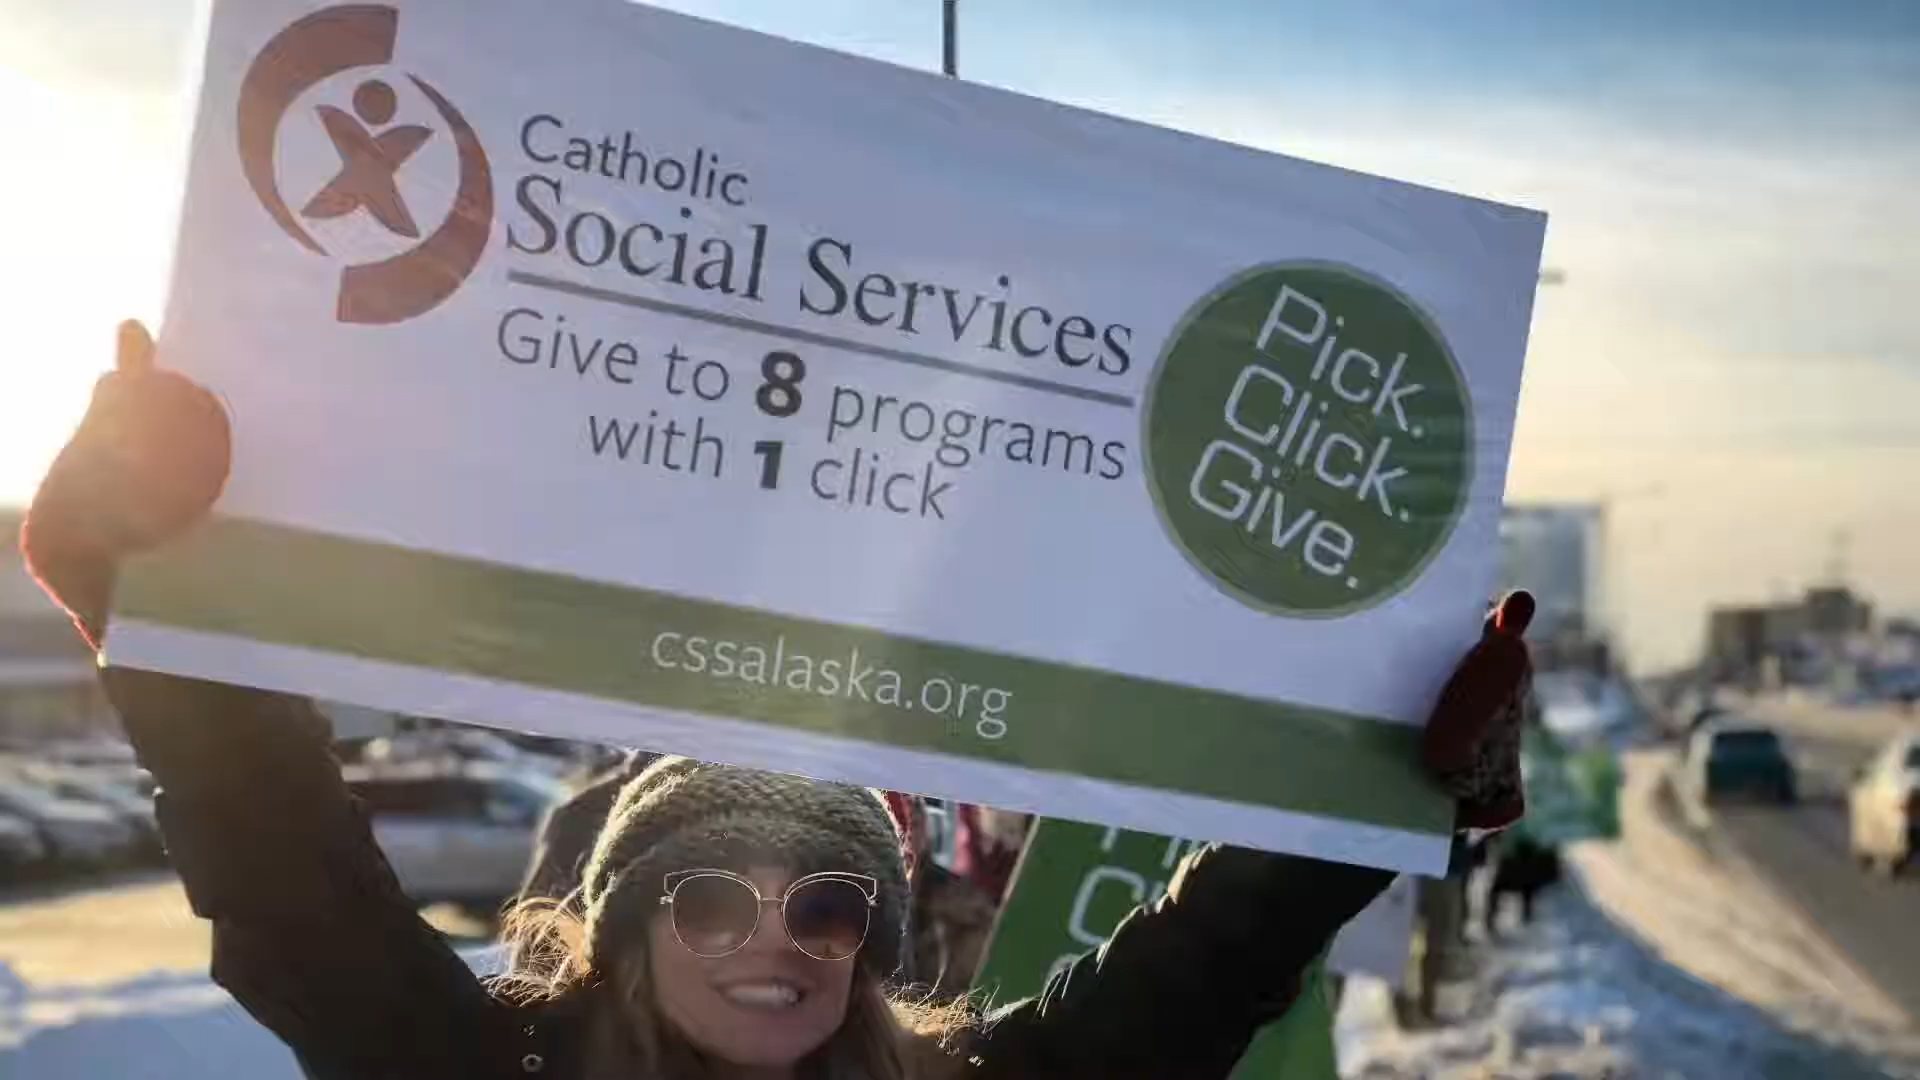 Catholic
Social Services
Give to 8 programs
with 1 click
Pick.
Click.
Give.
cssalaska.org